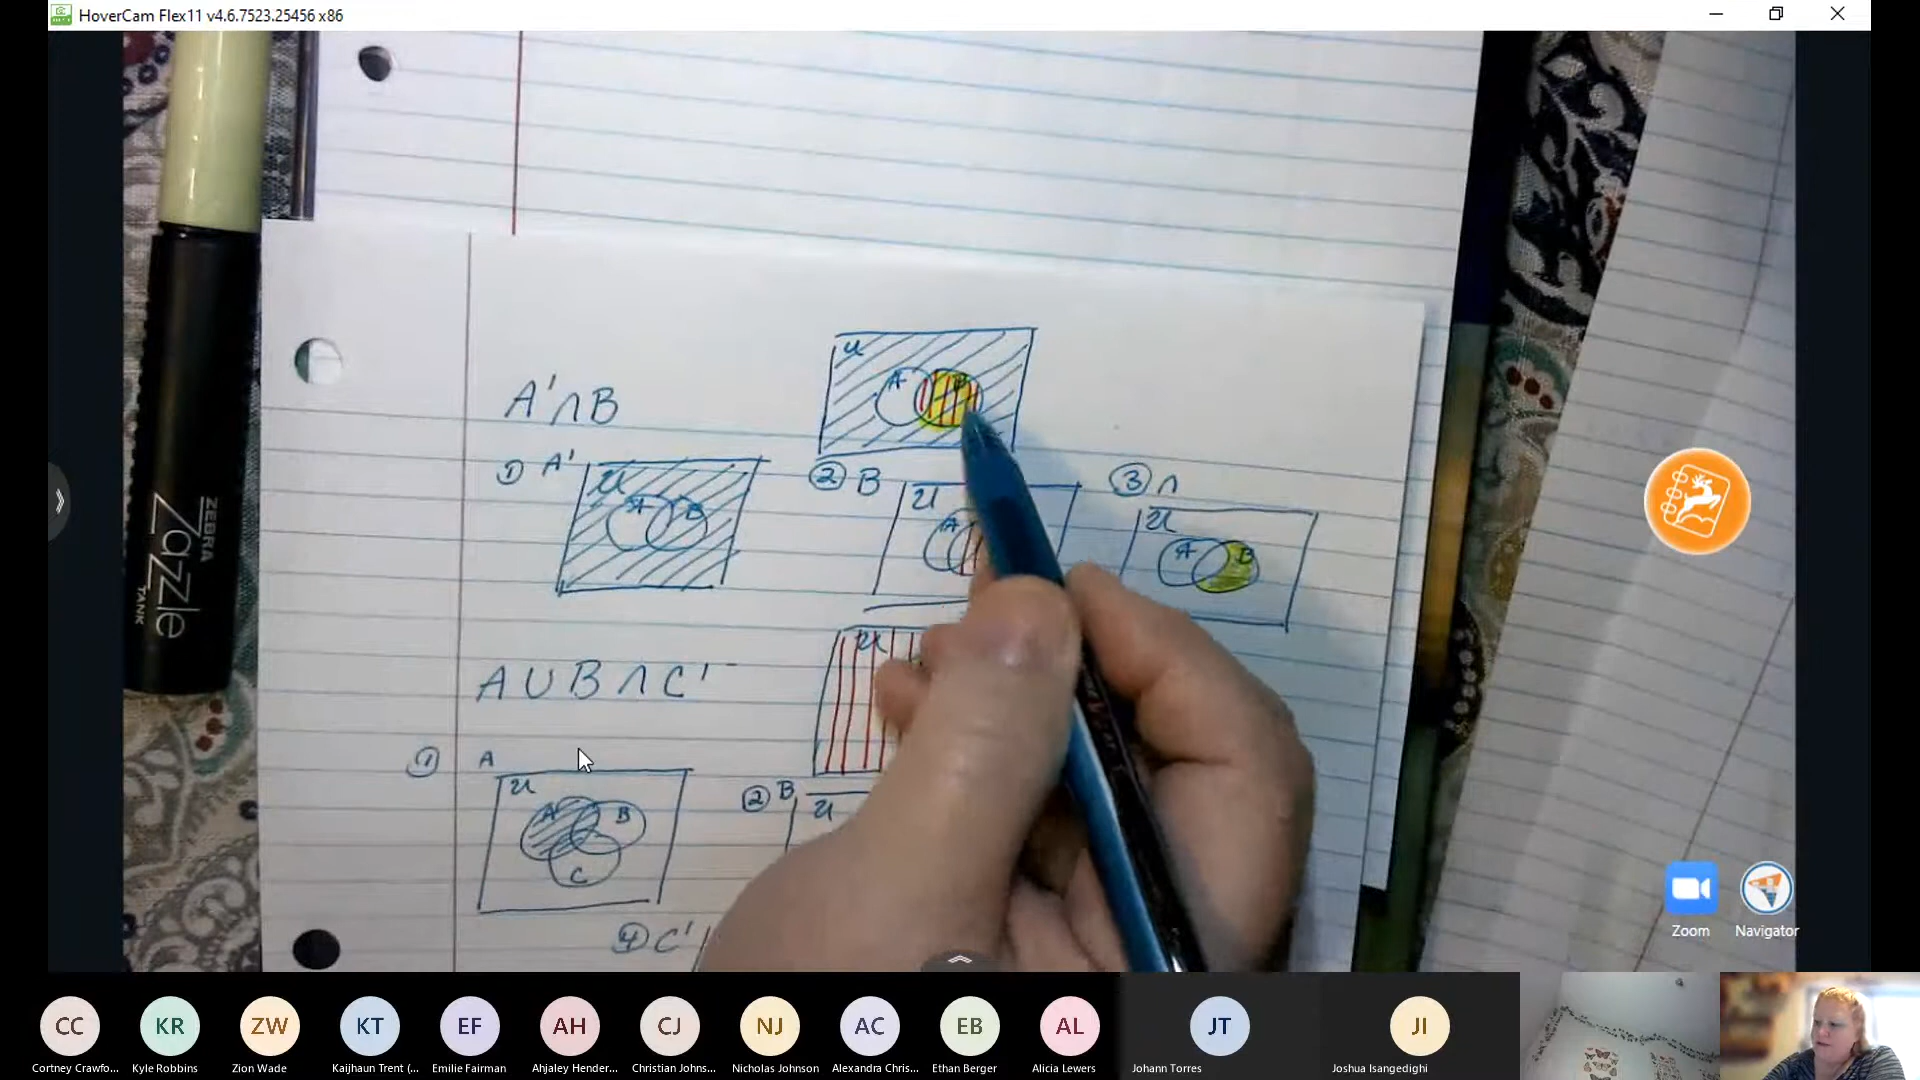 HoverCam Flex11 v4.6.7523.25456 x86
A'∩B
U
A B
① A'
U
A B
② B
U
A
③ ∩
U
A B
A ∪ B ∩ C'
U
① A
U
A B
C
② B
U
④ C'
ZEBRA
Zazzle
TANK
Zoom
Navigator
CC KR ZW KT EF AH CJ NJ AC EB AL JT JI
Cortney Crawfo... Kyle Robbins Zion Wade Kaijhaun Trent (... Emilie Fairman Ahjaley Hender... Christian Johns... Nicholas Johnson Alexandra Chris... Ethan Berger Alicia Lewers Johann Torres Joshua Isangedighi